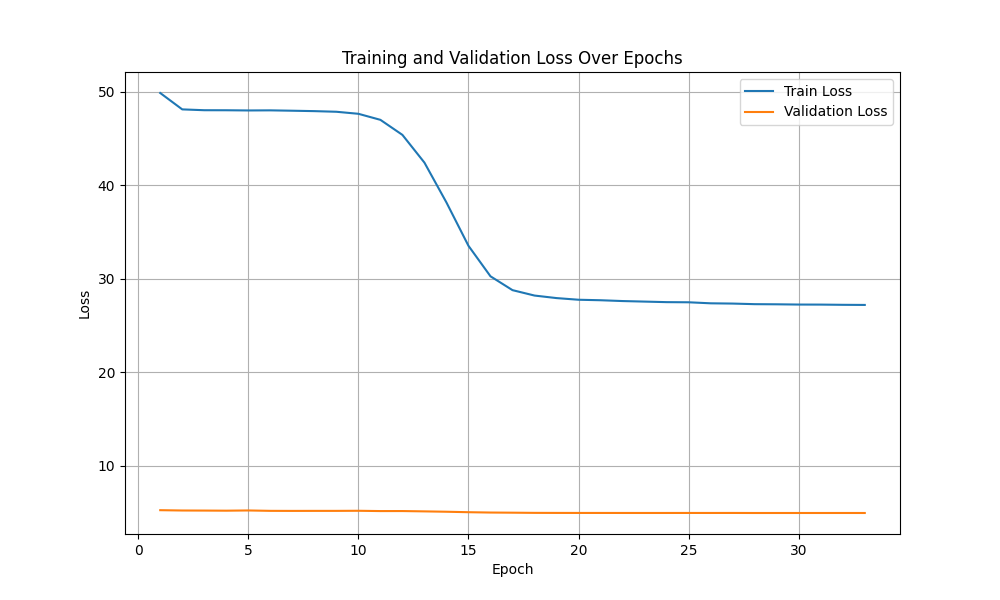 Training and Validation Loss Over Epochs
Train Loss
Validation Loss
50
40
30
20
10
Loss
0 5 10 15 20 25 30
Epoch